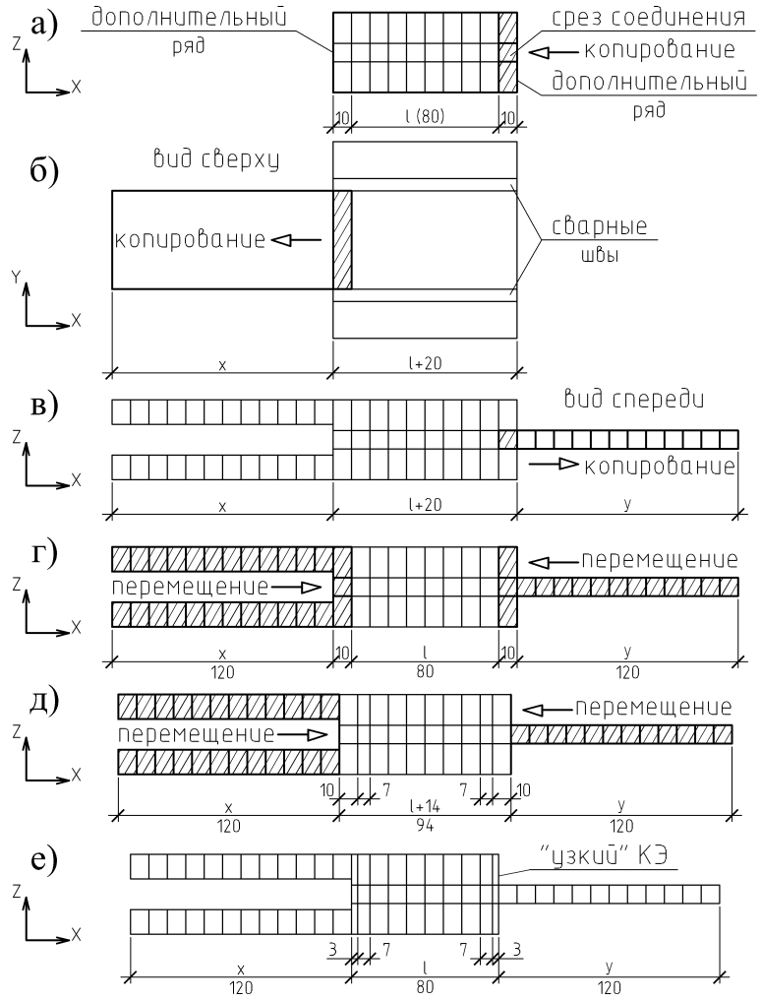 а)
дополнительный
ряд
срез соединения
копирование
дополнительный
ряд
Z
X
10
l (80)
10
б)
вид сверху
копирование
сварные
швы
Y
X
x
l+20
в)
вид спереди
Z
X
копирование
x
l+20
y
г)
перемещение
перемещение
Z
X
x
10
l
10
y
120
80
120
д)
перемещение
перемещение
Z
X
10
7
7
10
x
l+14
y
120
94
120
е)
"узкий" КЭ
Z
X
3
7
7
3
x
l
y
120
80
120